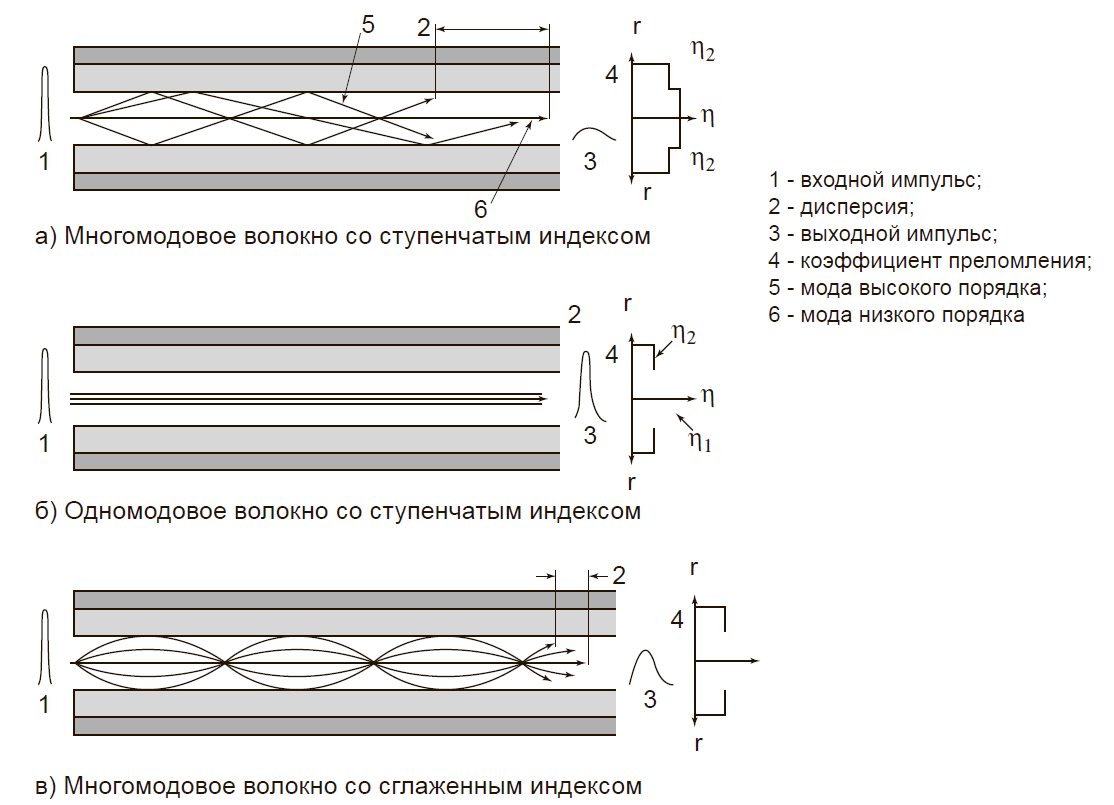 5
2
r
η2
4
η
1
3
η2
6
r
а) Многомодовое волокно со ступенчатым индексом
1 - входной импульс;
2 - дисперсия;
3 - выходной импульс;
4 - коэффициент преломления;
5 - мода высокого порядка;
6 - мода низкого порядка
r
2
η2
4
η
1
3
η1
r
б) Одномодовое волокно со ступенчатым индексом
r
2
4
1
3
r
в) Многомодовое волокно со сглаженным индексом